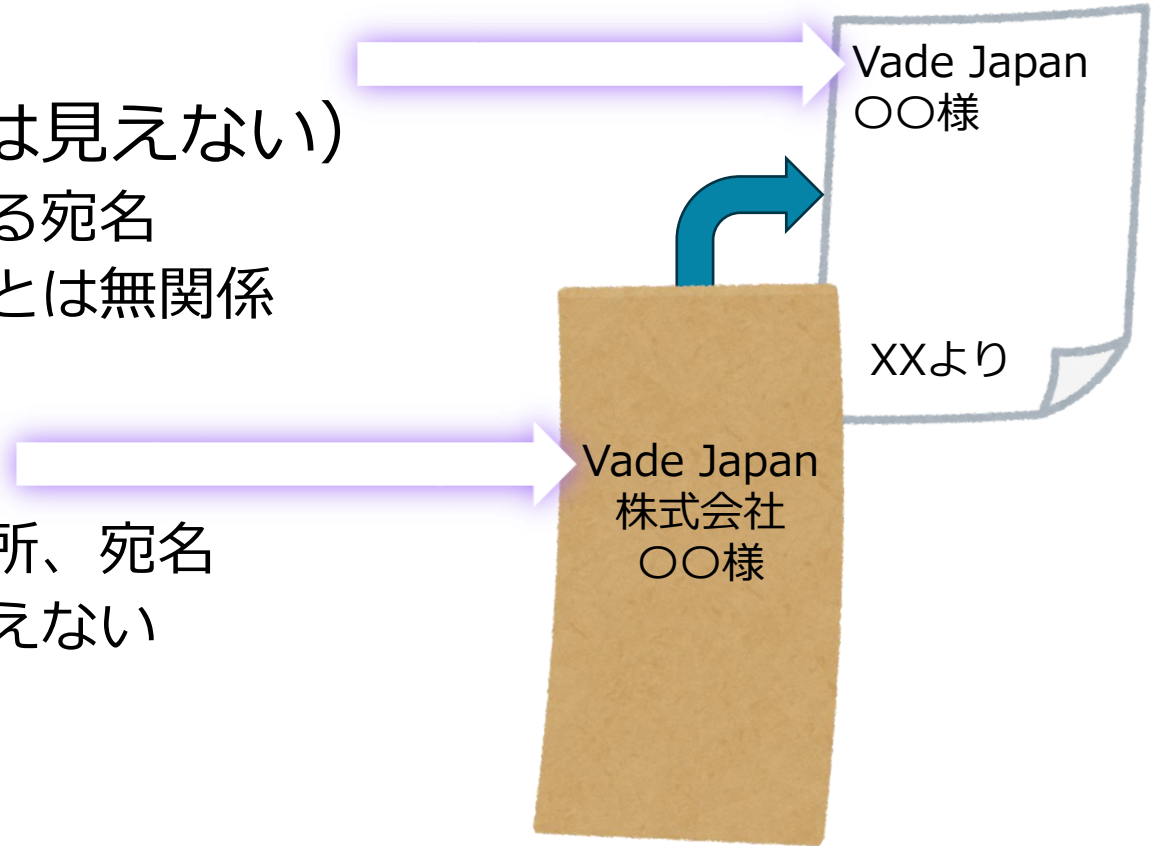 Vade Japan
〇〇様
は見えない）
る宛名
とは無関係
XXより
Vade Japan
株式会社
〇〇様
所、宛名
えない